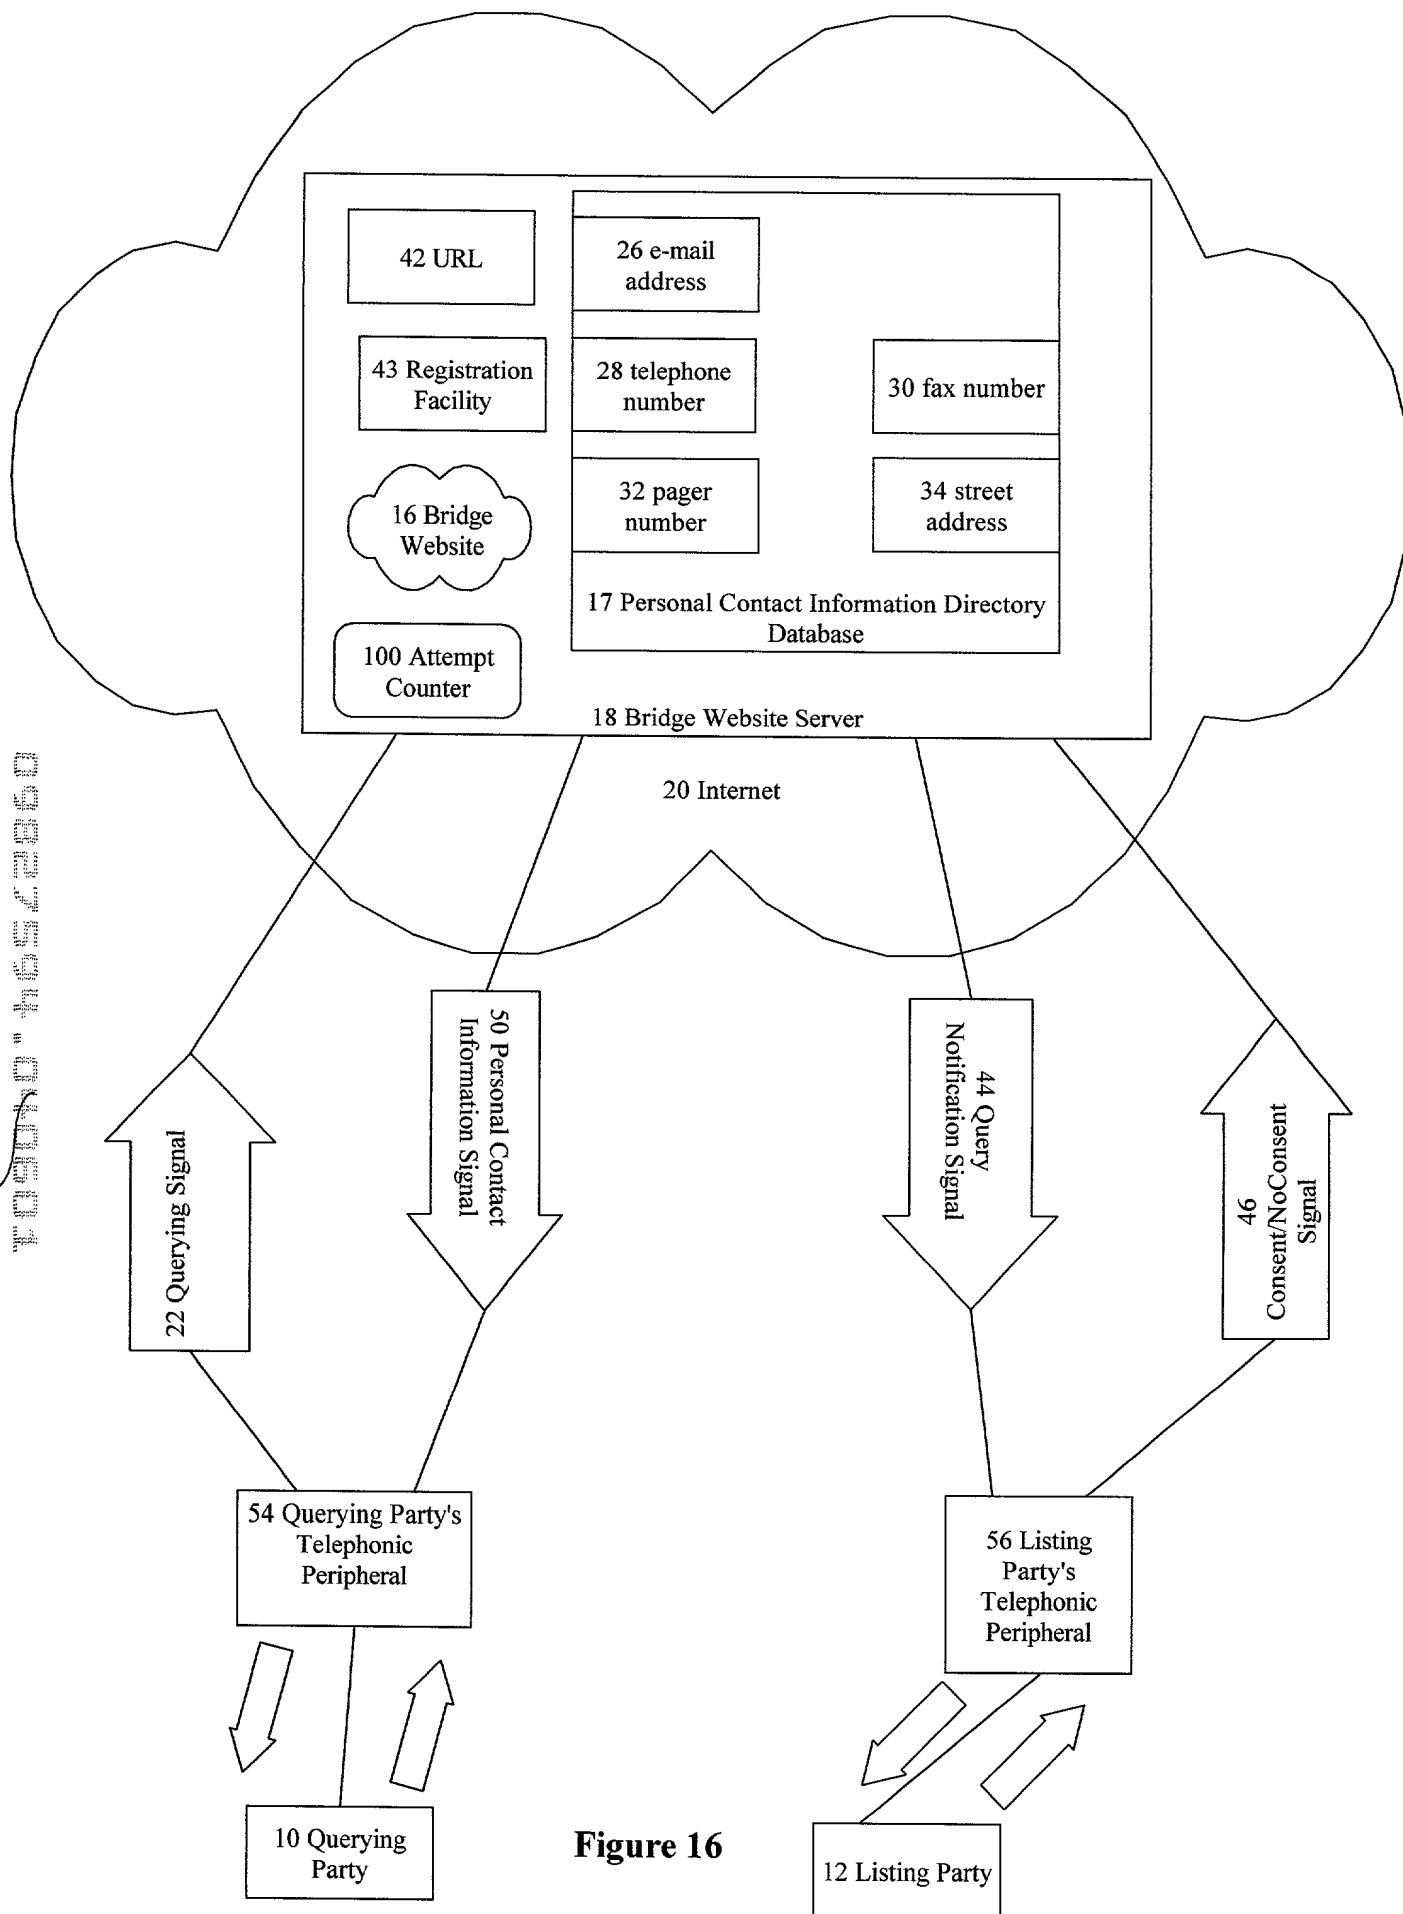 42 URL
26 e-mail
address
43 Registration
Facility
28 telephone
number
30 fax number
16 Bridge
Website
32 pager
number
34 street
address
17 Personal Contact Information Directory
Database
100 Attempt
Counter
18 Bridge Website Server
20 Internet
09827594.040501
22 Querying Signal
50 Personal Contact
Information Signal
44 Query
Notification Signal
46
Consent/NoConsent
Signal
54 Querying Party's
Telephonic
Peripheral
56 Listing
Party's
Telephonic
Peripheral
10 Querying
Party
Figure 16
12 Listing Party